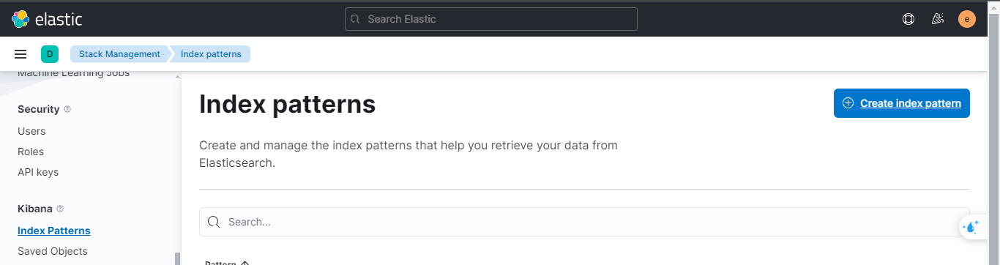 elastic
Search Elastic
e
D
Stack Management
Index patterns
Machine Learning Jobs
Security
Users
Roles
API keys
Kibana
Index Patterns
Saved Objects
Index patterns
Create index pattern
Create and manage the index patterns that help you retrieve your data from
Elasticsearch.
Search...
Pattern